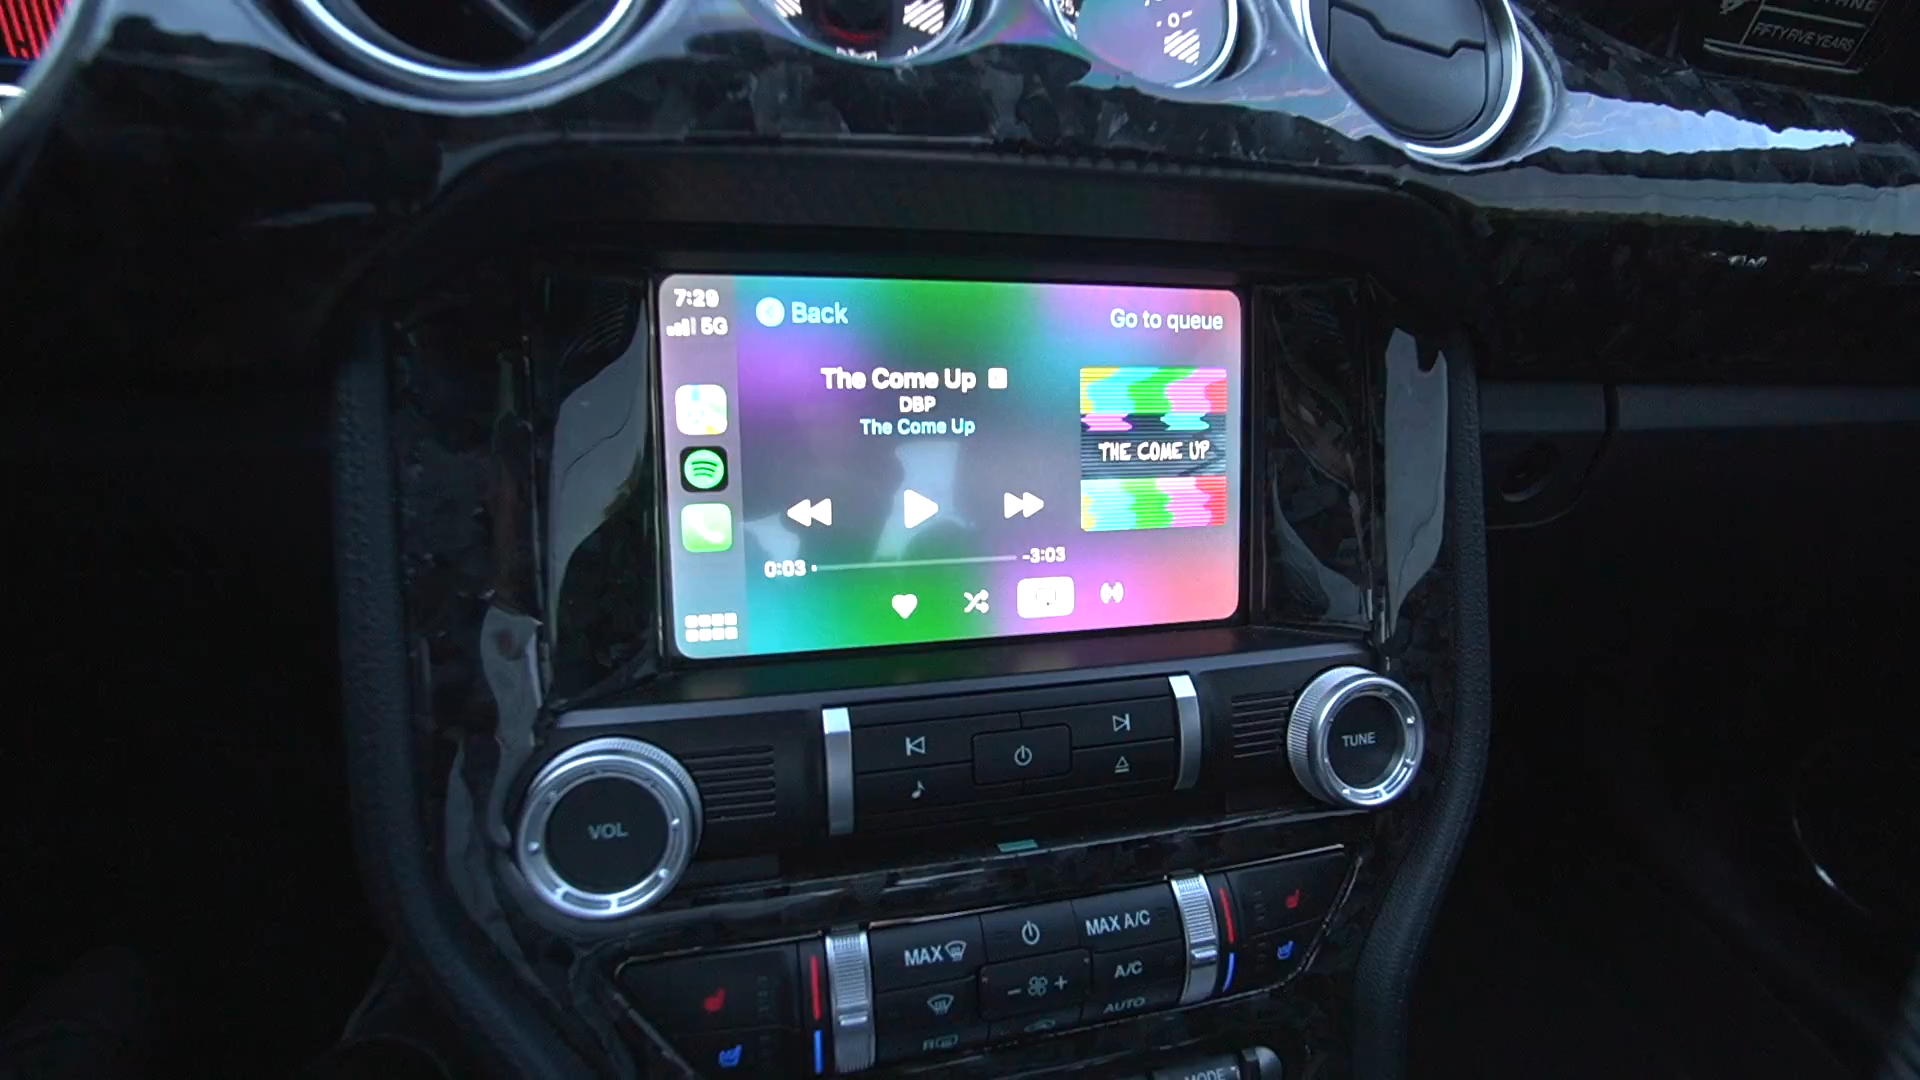 FIFTY FIVE YEARS
7:29
5G
Back
Go to queue
The Come Up
DBP
The Come Up
THE COME UP
0:03
-3:03
TUNE
VOL
MAX
MAX A/C
A/C
AUTO
MODE